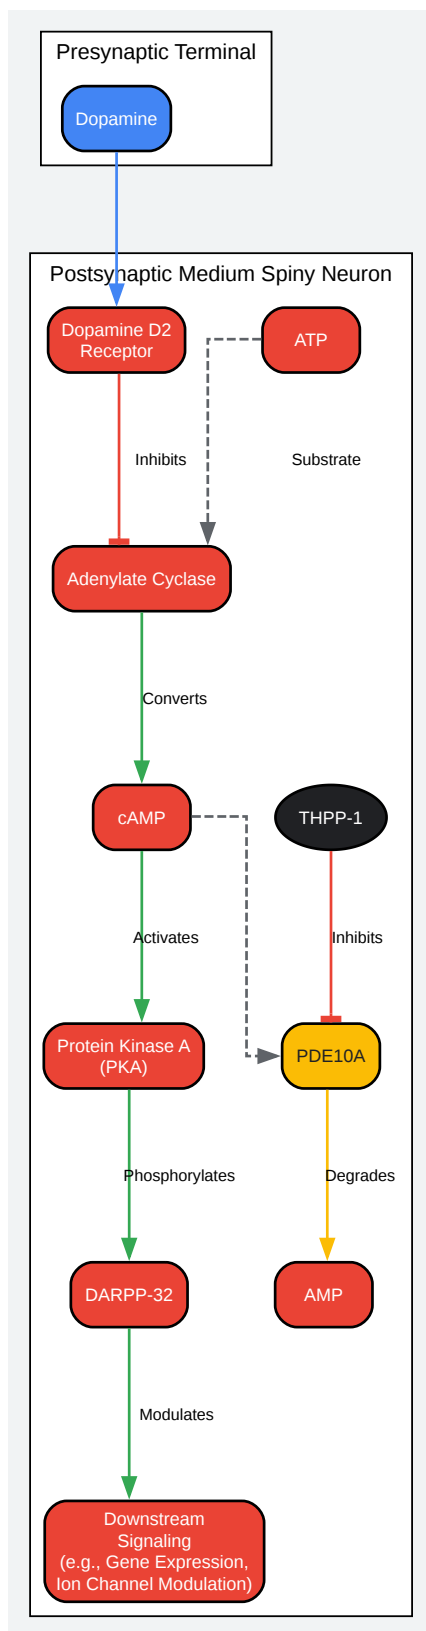 Presynaptic Terminal
Dopamine
Postsynaptic Medium Spiny Neuron
Dopamine D2
Receptor
ATP
Inhibits
Substrate
Adenylate Cyclase
Converts
cAMP
THPP-1
Activates
Inhibits
Protein Kinase A
(PKA)
PDE10A
Phosphorylates
Degrades
DARPP-32
AMP
Modulates
Downstream
Signaling
(e.g., Gene Expression,
Ion Channel Modulation)